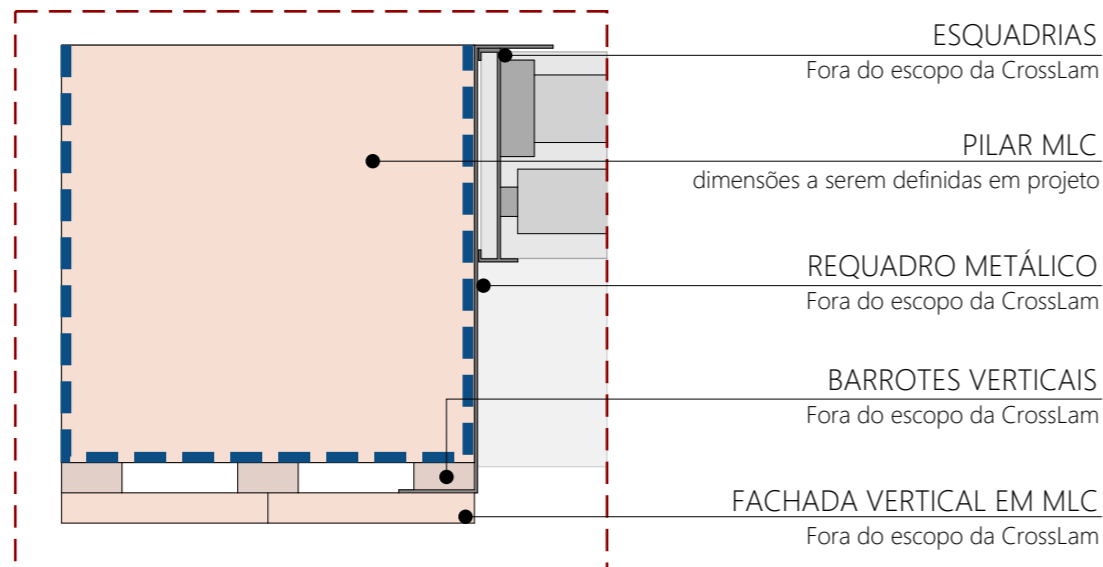 ESQUADRIAS
Fora do escopo da CrossLam
PILAR MLC
dimensões a serem definidas em projeto
REQUADRO METÁLICO
Fora do escopo da CrossLam
BARROTES VERTICAIS
Fora do escopo da CrossLam
FACHADA VERTICAL EM MLC
Fora do escopo da CrossLam